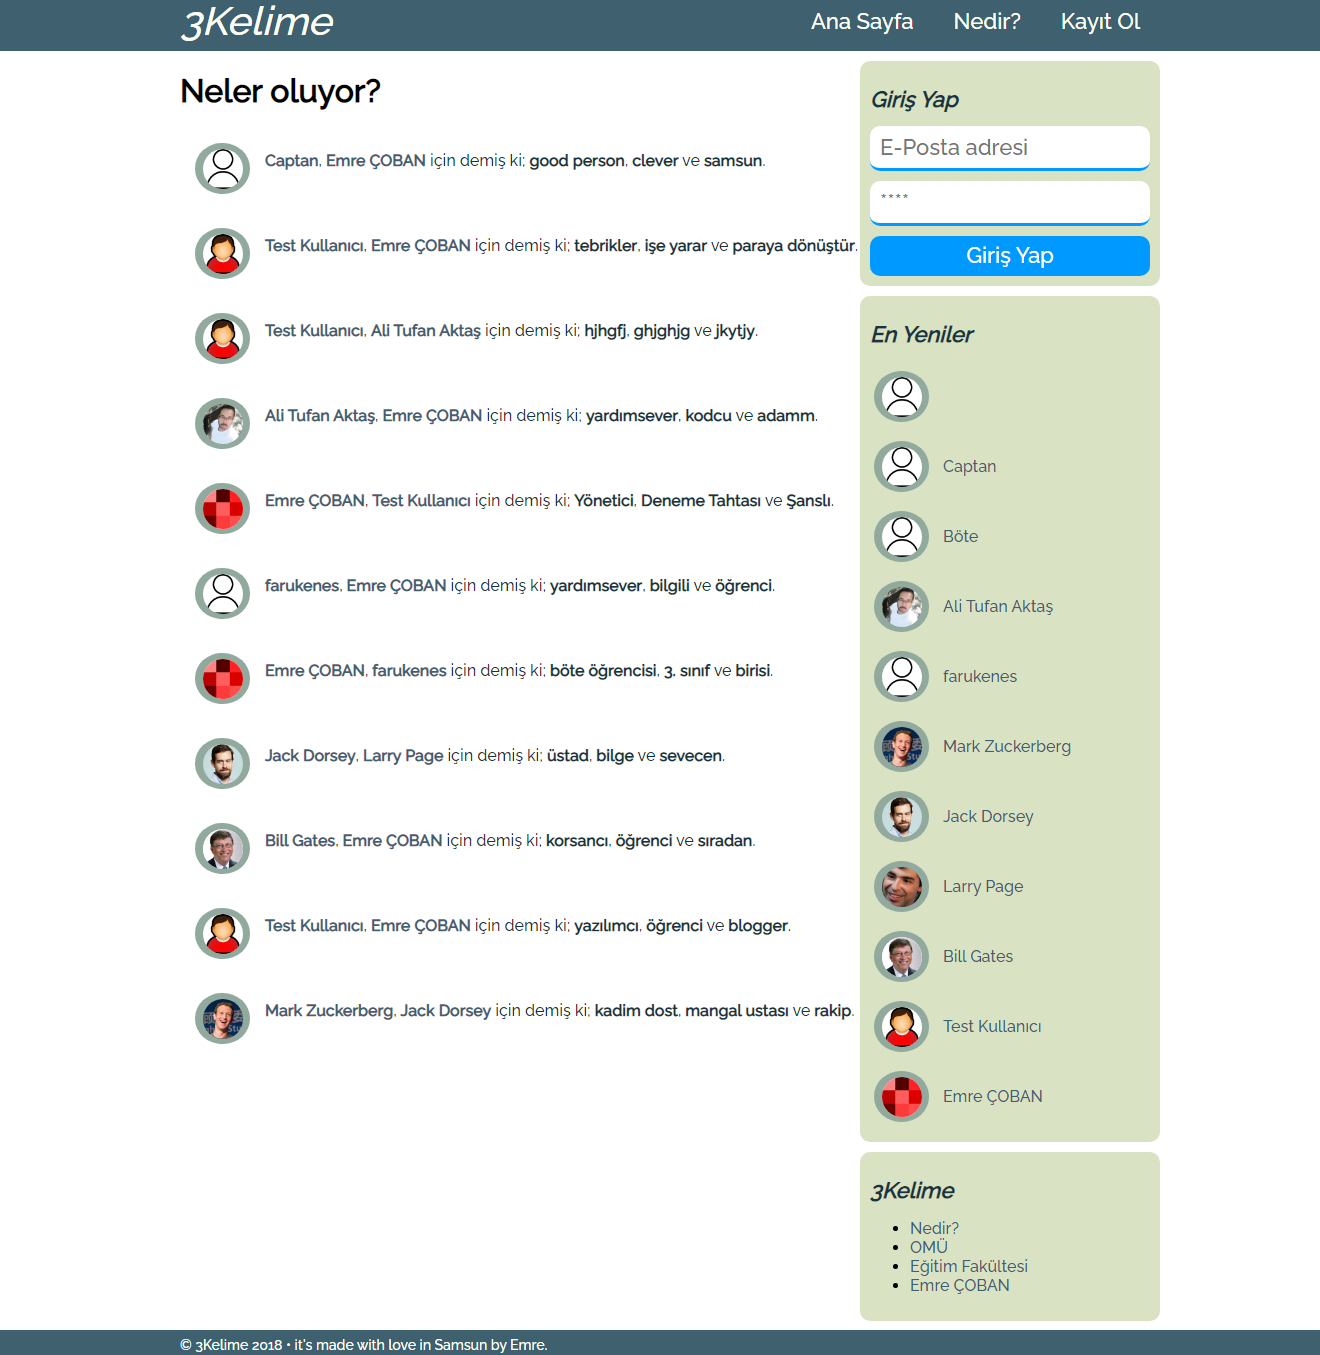 3Kelime
Ana Sayfa Nedir? Kayıt Ol
Neler oluyor?
Captan, Emre ÇOBAN için demiş ki; good person, clever ve samsun.
Test Kullanıcı, Emre ÇOBAN için demiş ki; tebrikler, işe yarar ve paraya dönüştür.
Test Kullanıcı, Ali Tufan Aktaş için demiş ki; hjhgfj, ghjghjg ve jkytjy.
Ali Tufan Aktaş, Emre ÇOBAN için demiş ki; yardımsever, kodcu ve adamm.
Emre ÇOBAN, Test Kullanıcı için demiş ki; Yönetici, Deneme Tahtası ve Şanslı.
farukenes, Emre ÇOBAN için demiş ki; yardımsever, bilgili ve öğrenci.
Emre ÇOBAN, farukenes için demiş ki; böte öğrencisi, 3. sınıf ve birisi.
Jack Dorsey, Larry Page için demiş ki; üstad, bilge ve sevecen.
Bill Gates, Emre ÇOBAN için demiş ki; korsancı, öğrenci ve sıradan.
Test Kullanıcı, Emre ÇOBAN için demiş ki; yazılımcı, öğrenci ve blogger.
Mark Zuckerberg, Jack Dorsey için demiş ki; kadim dost, mangal ustası ve rakip.
Giriş Yap
E-Posta adresi
****
Giriş Yap
En Yeniler
Captan
Böte
Ali Tufan Aktaş
farukenes
Mark Zuckerberg
Jack Dorsey
Larry Page
Bill Gates
Test Kullanıcı
Emre ÇOBAN
3Kelime
Nedir?
OMÜ
Eğitim Fakültesi
Emre ÇOBAN
© 3Kelime 2018 • it's made with love in Samsun by Emre.